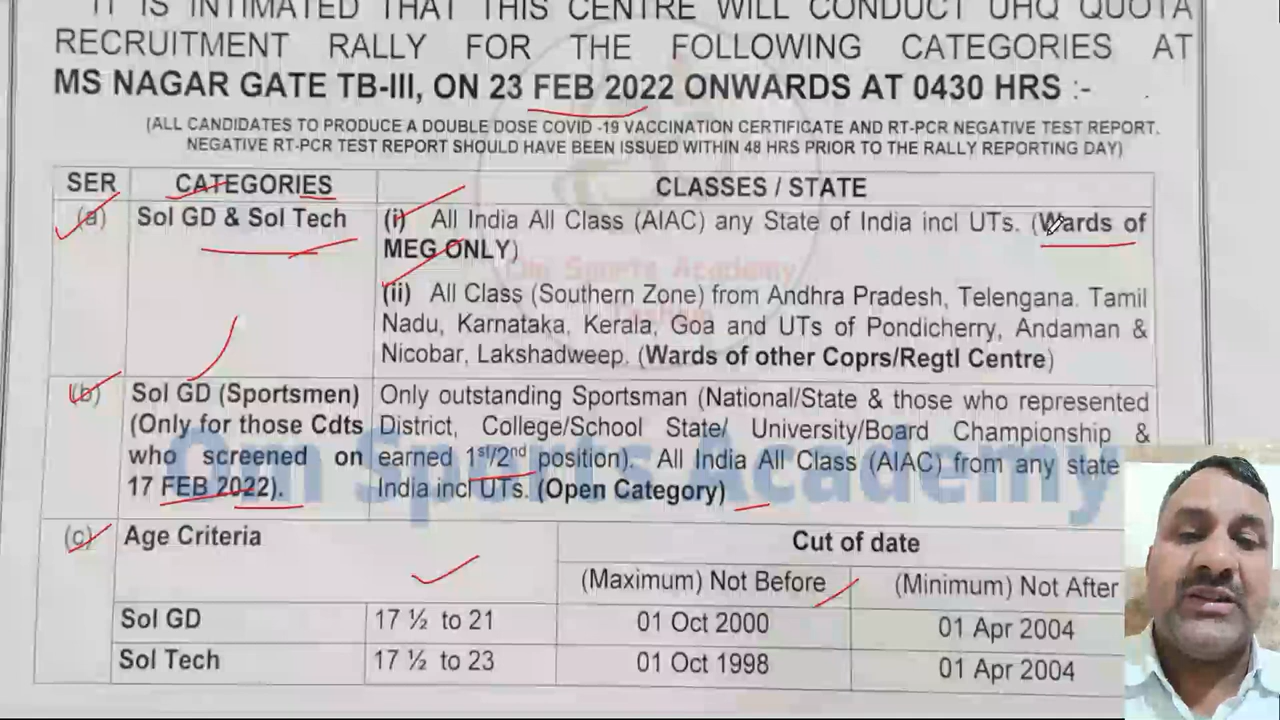 IT IS INTIMATED THAT THIS CENTRE WILL CONDUCT UHQ QUOTA
RECRUITMENT RALLY FOR THE FOLLOWING CATEGORIES AT
MS NAGAR GATE TB-III, ON 23 FEB 2022 ONWARDS AT 0430 HRS :-
(ALL CANDIDATES TO PRODUCE A DOUBLE DOSE COVID -19 VACCINATION CERTIFICATE AND RT-PCR NEGATIVE TEST REPORT.
NEGATIVE RT-PCR TEST REPORT SHOULD HAVE BEEN ISSUED WITHIN 48 HRS PRIOR TO THE RALLY REPORTING DAY)
SER CATEGORIES CLASSES / STATE
(a) Sol GD & Sol Tech (i) All India All Class (AIAC) any State of India incl UTs. (Wards of
MEG ONLY)
(ii) All Class (Southern Zone) from Andhra Pradesh, Telengana. Tamil
Nadu, Karnataka, Kerala, Goa and UTs of Pondicherry, Andaman &
Nicobar, Lakshadweep. (Wards of other Coprs/Regtl Centre)
(b) Sol GD (Sportsmen) Only outstanding Sportsman (National/State & those who represented
(Only for those Cdts District, College/School State/ University/Board Championship &
who screened on earned 1st/2nd position). All India All Class (AIAC) from any state
17 FEB 2022). India incl UTs. (Open Category)
(c) Age Criteria Cut of date
(Maximum) Not Before (Minimum) Not After
Sol GD 17 ½ to 21 01 Oct 2000 01 Apr 2004
Sol Tech 17 ½ to 23 01 Oct 1998 01 Apr 2004
Om Sports Academy
Om Sports Academy